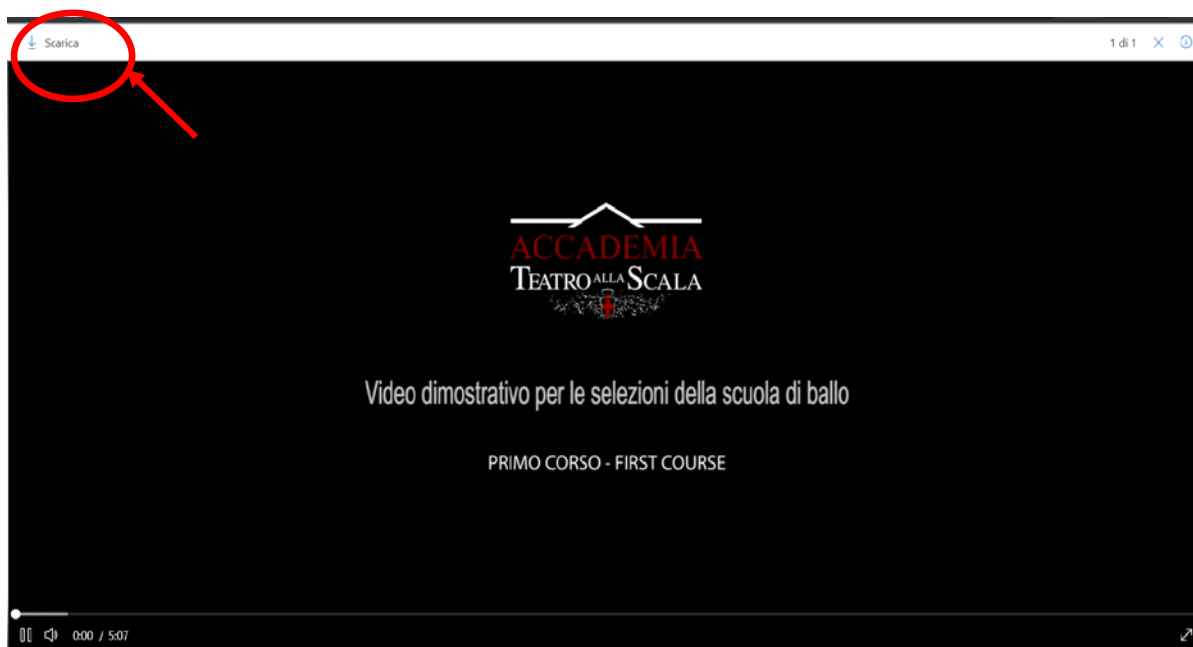 Scarica
1 di 1
ACCADEMIA
TEATRO ALLA SCALA
Video dimostrativo per le selezioni della scuola di ballo
PRIMO CORSO - FIRST COURSE
0:00 / 5:07